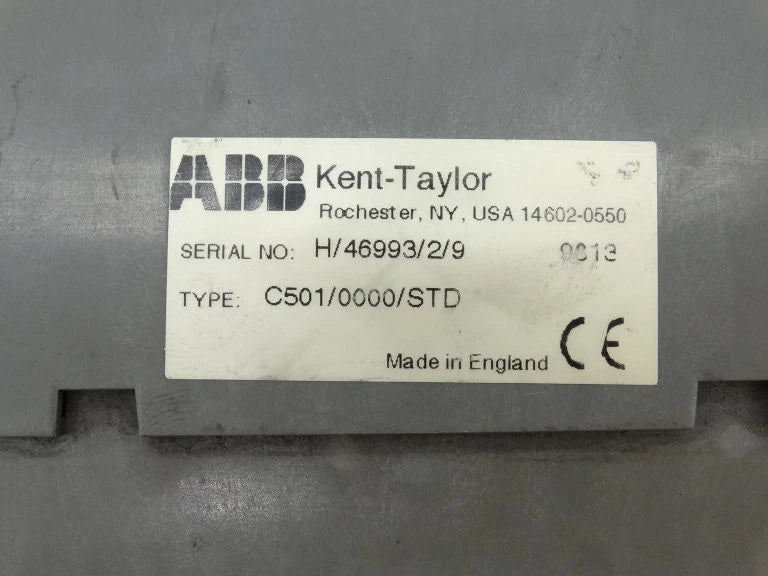 ABB Kent-Taylor
Rochester, NY, USA 14602-0550
SERIAL NO: H/46993/2/9
TYPE: C501/0000/STD
Made in England CE